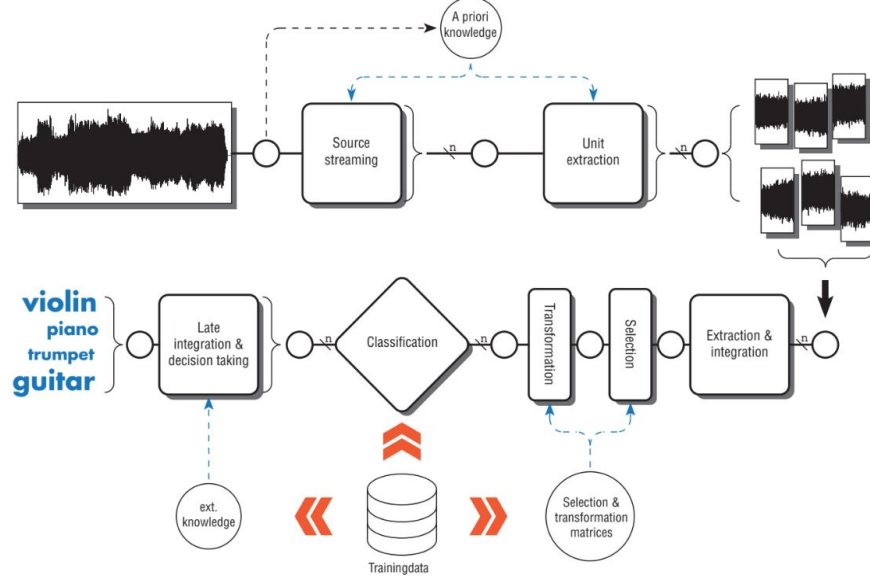 A priori
knowledge
Source
streaming
n
Unit
extraction
n
violin
piano
trumpet
guitar
Late
integration &
decision taking
n
Classification
n
Transformation
Selection
Extraction &
integration
n
ext.
knowledge
Trainingdata
Selection &
transformation
matrices